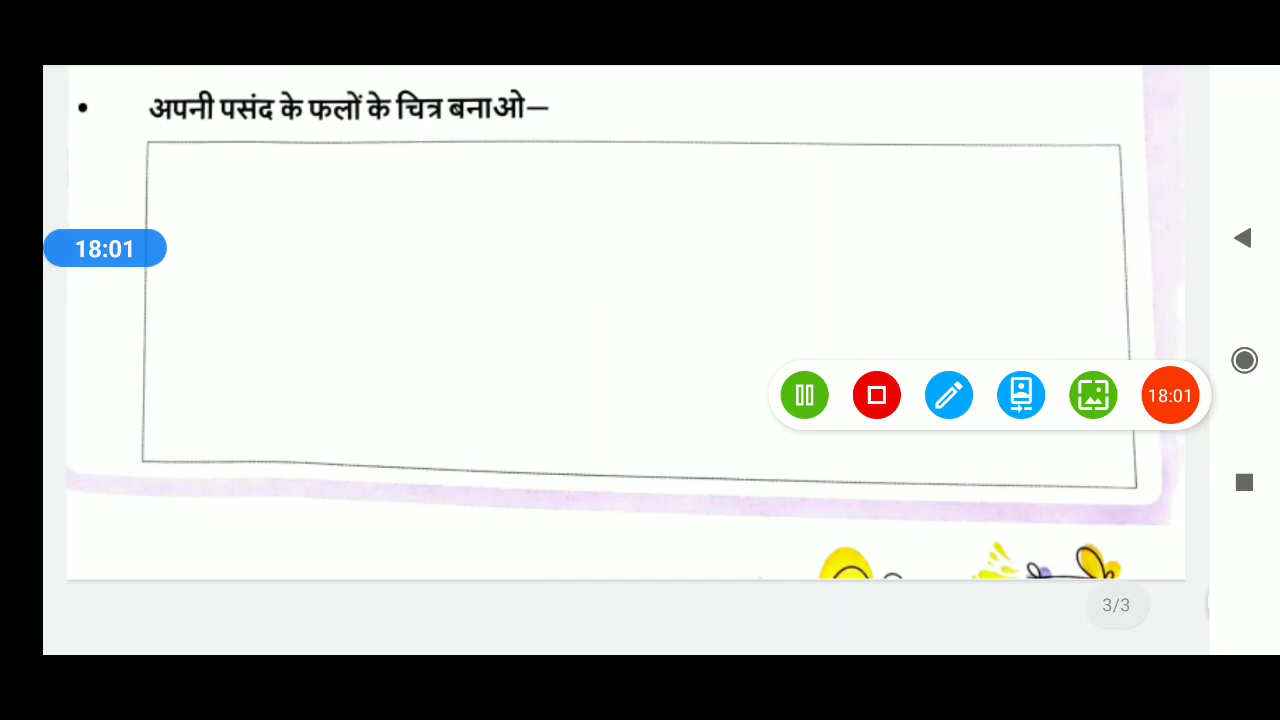 • अपनी पसंद के फलों के चित्र बनाओ—
18:01
18:01
3/3